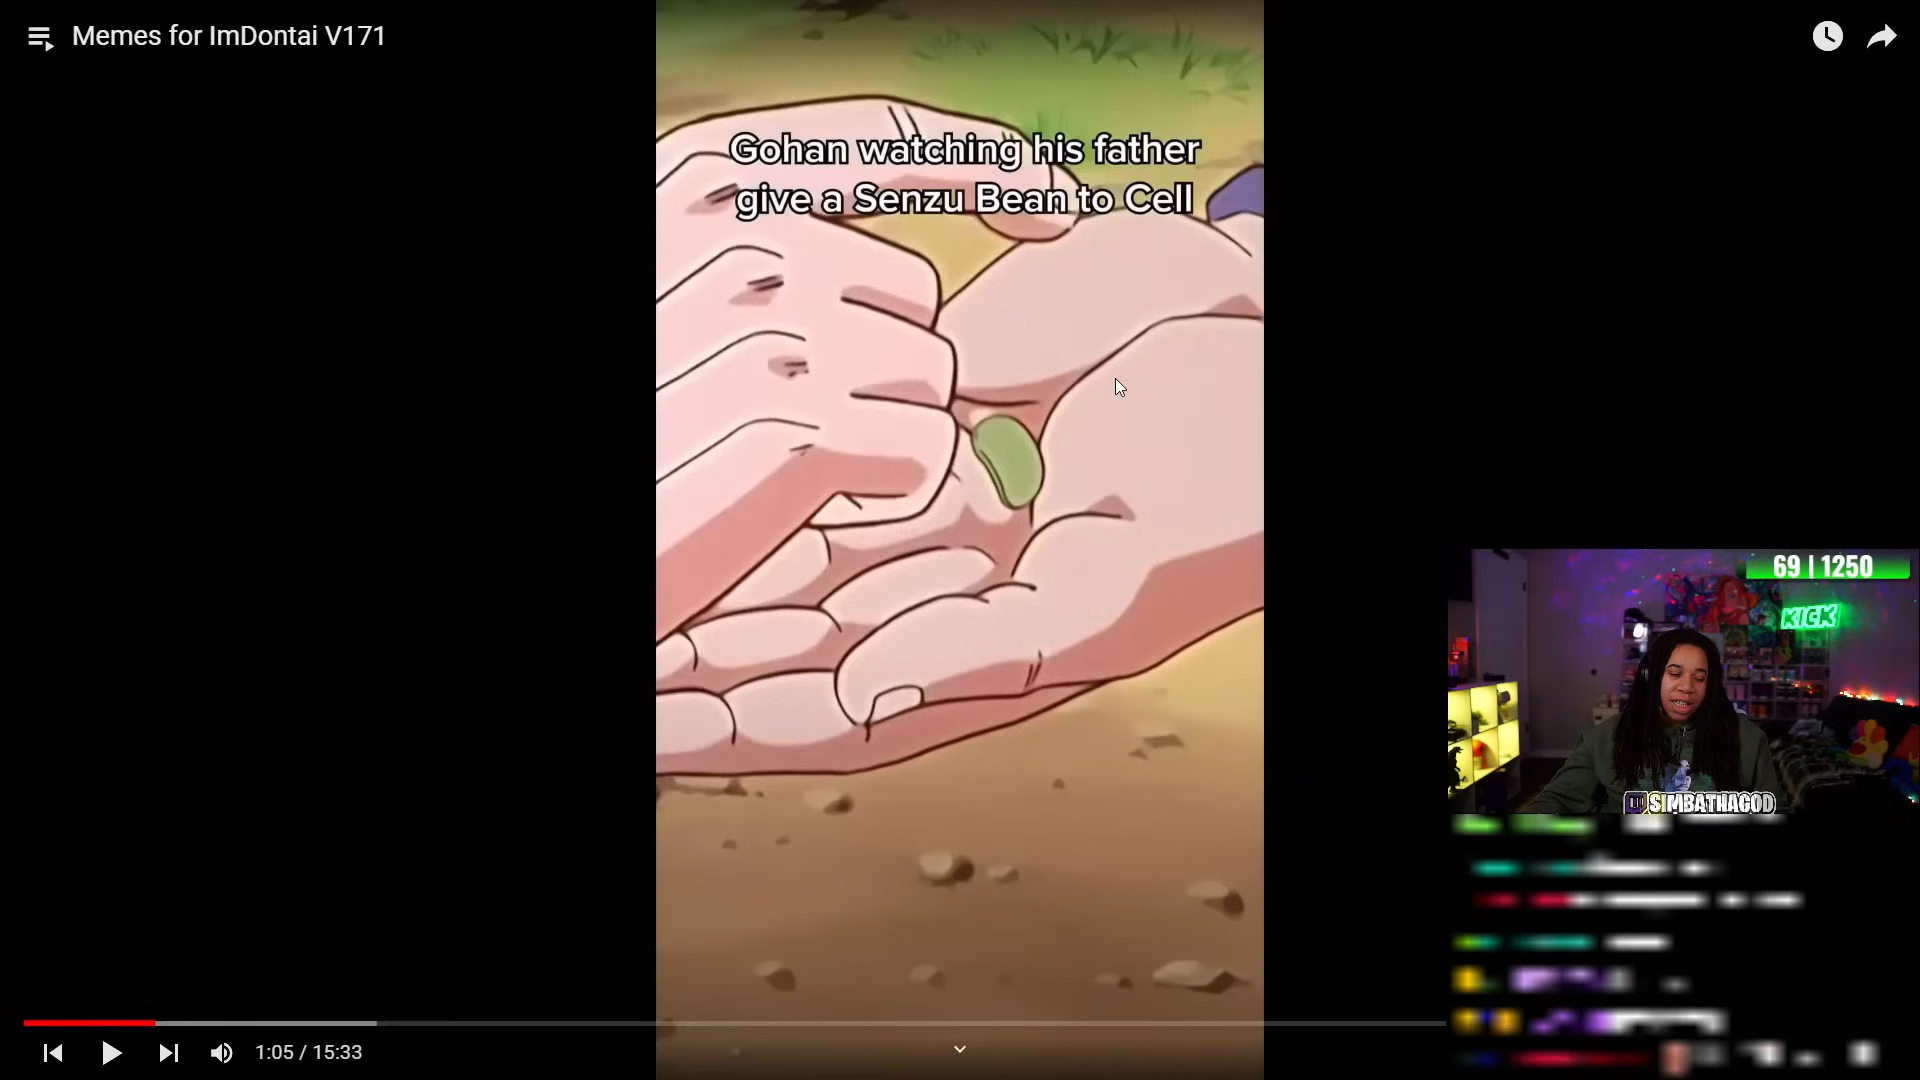 Memes for ImDontai V171
Gohan watching his father
give a Senzu Bean to Cell
69 | 1250
KICK
SIMBATHAGOD
1:05 / 15:33